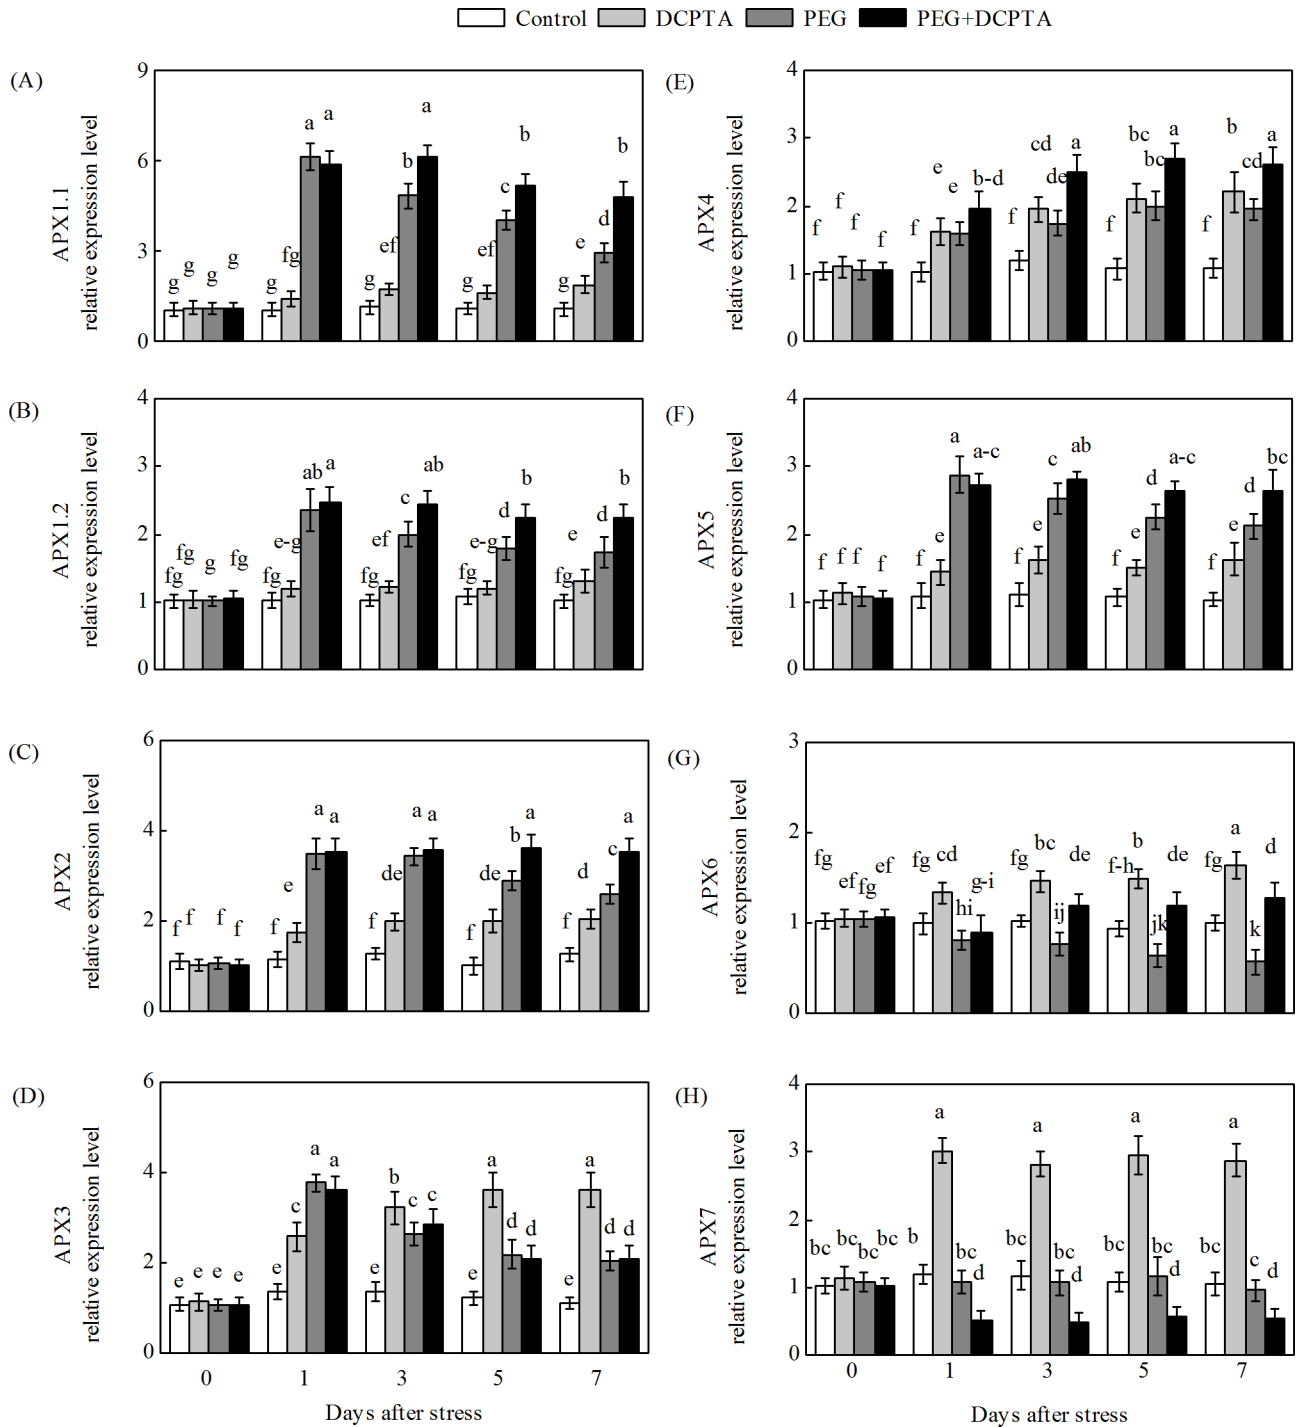 Control DCPTA PEG PEG+DCPTA
(A)
APX1.1
relative expression level
9
6
3
0
g g g g
g fg a a
g ef b a
g ef c b
g e d b
(B)
APX1.2
relative expression level
4
3
2
1
0
fg fg g fg
fg e-g ab a
fg ef c ab
fg e-g d b
fg e d b
(C)
APX2
relative expression level
6
4
2
0
f f f f
f e a a
f de a a
f de b a
f d c a
(D)
APX3
relative expression level
6
4
2
0
e e e e
e c a a
e b c c
e a d d
e a d d
0 1 3 5 7
Days after stress
(E)
APX4
relative expression level
4
3
2
1
0
f f f f
f e e b-d
f cd de a
f bc bc a
f b cd a
(F)
APX5
relative expression level
4
3
2
1
0
f f f f
f e a a-c
f e c ab
f e d a-c
f e d bc
(G)
APX6
relative expression level
3
2
1
0
fg ef fg ef
fg cd hi g-i
fg bc ij de
f-h b jk de
fg a k d
(H)
APX7
relative expression level
4
3
2
1
0
bc bc bc bc
b a bc d
bc a bc d
bc a bc d
bc a c d
0 1 3 5 7
Days after stress